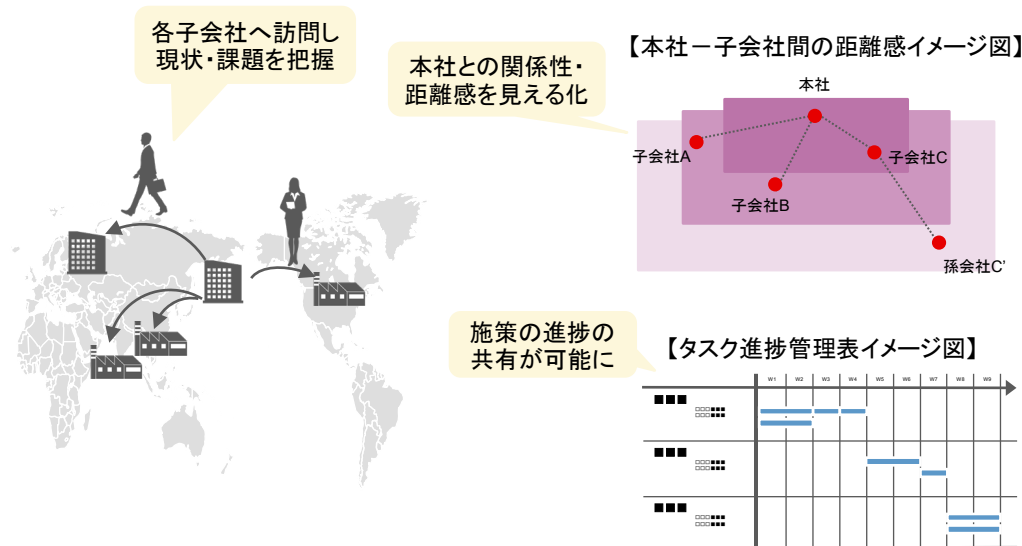 各子会社へ訪問し
現状・課題を把握
本社との関係性・
距離感を見える化
【本社－子会社間の距離感イメージ図】
本社
子会社A
子会社C
子会社B
孫会社C'
施策の進捗の
共有が可能に
【タスク進捗管理表イメージ図】
W1 W2 W3 W4 W5 W6 W7 W8 W9
■■■
□□□■■■
□□□■■■
■■■
□□□■■■
□□□■■■
■■■
□□□■■■
□□□■■■